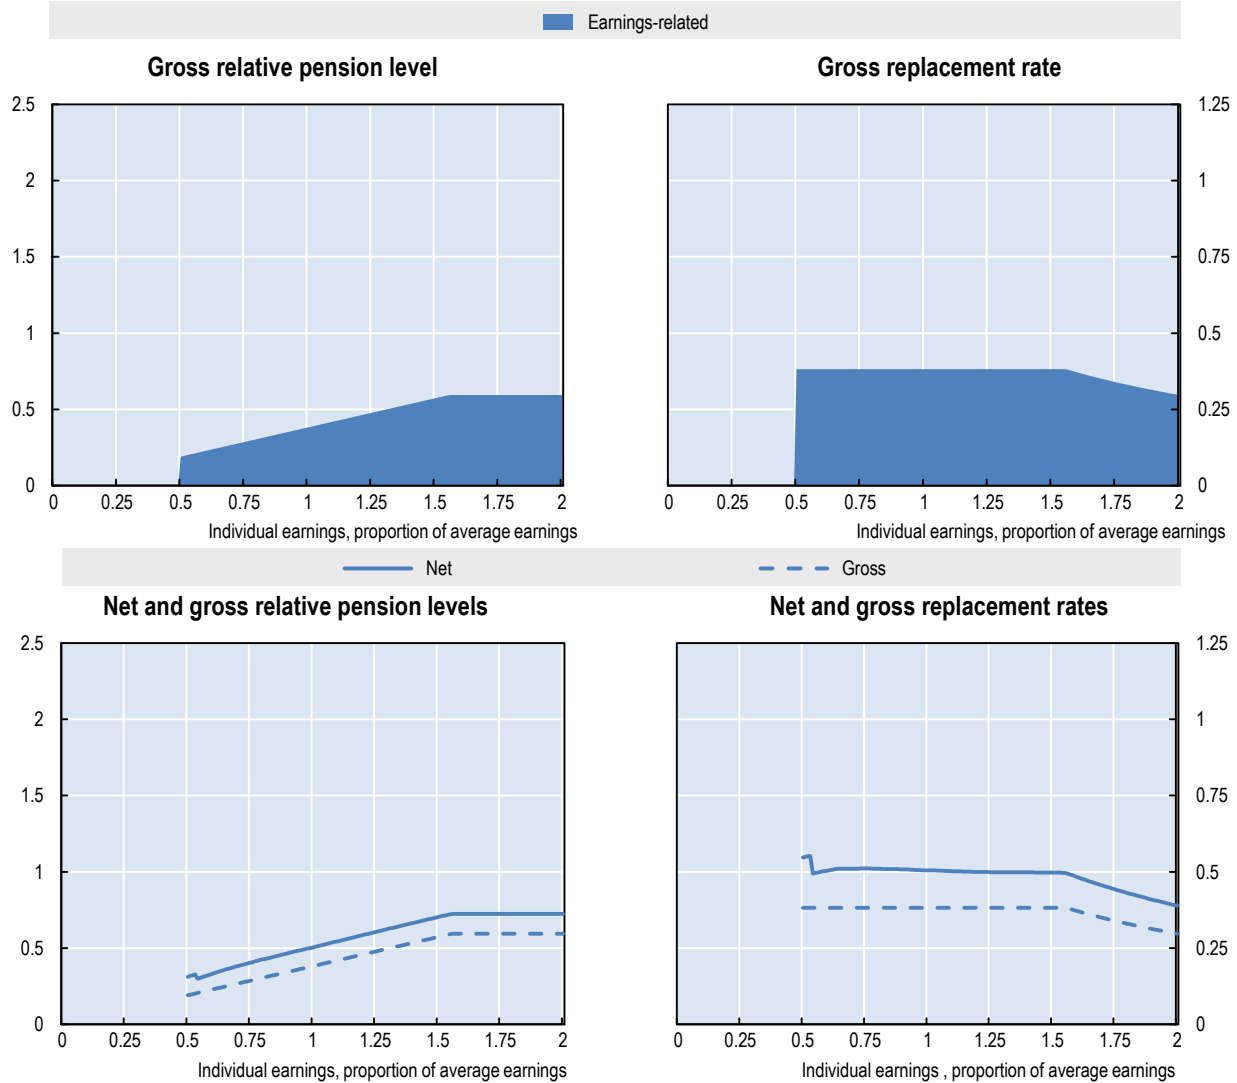 Earnings-related
Gross relative pension level
Gross replacement rate
2.5
2
1.5
1
0.5
0
0 0.25 0.5 0.75 1 1.25 1.5 1.75 2
Individual earnings, proportion of average earnings
1.25
1
0.75
0.5
0.25
0
0 0.25 0.5 0.75 1 1.25 1.5 1.75 2
Individual earnings, proportion of average earnings
Net
Gross
Net and gross relative pension levels
Net and gross replacement rates
2.5
2
1.5
1
0.5
0
0 0.25 0.5 0.75 1 1.25 1.5 1.75 2
Individual earnings, proportion of average earnings
1.25
1
0.75
0.5
0.25
0
0 0.25 0.5 0.75 1 1.25 1.5 1.75 2
Individual earnings , proportion of average earnings